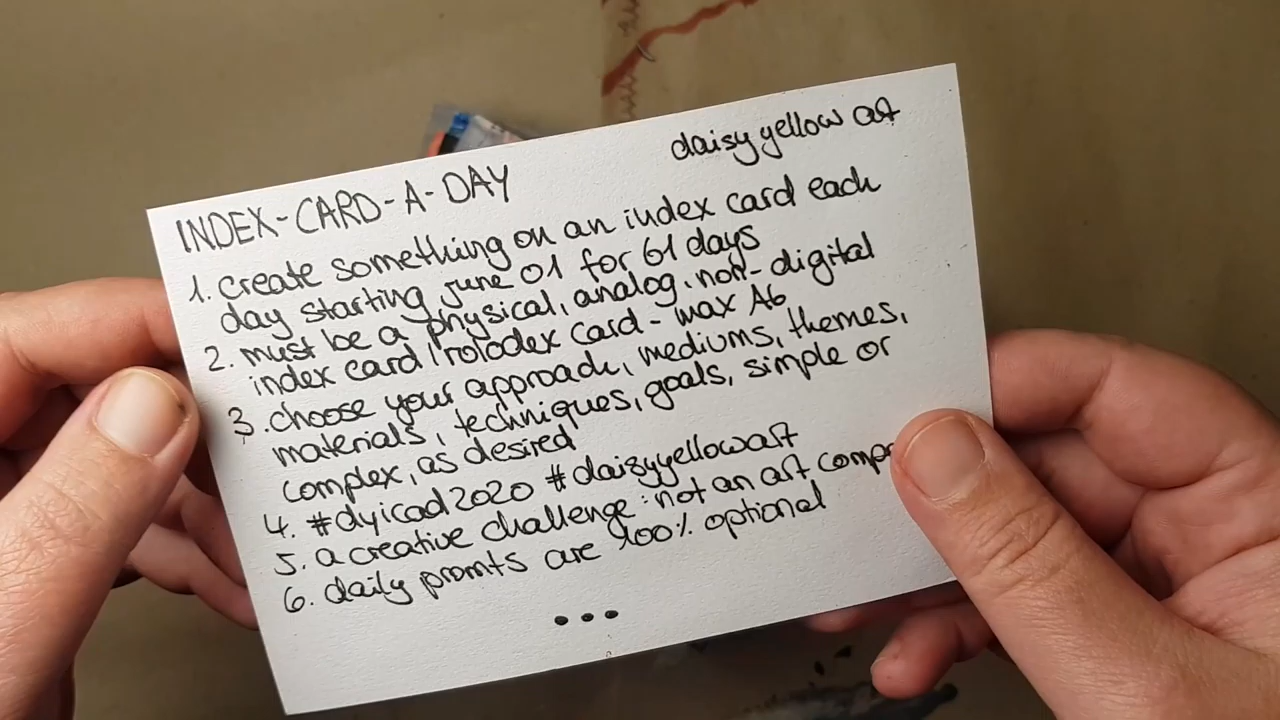 daisy yellow art
INDEX-CARD-A-DAY
1. create something on an index card each
day starting june 01 for 61 days
2. must be a physical, analog, non-digital
index card / rolodex card - max A6
3. choose your approach, mediums, themes,
materials, techniques, goals, simple or
complex, as desired
4. #dyicad2020 #daisyyellowart
5. a creative challenge: not an art
6. daily promts are 100% optional
...